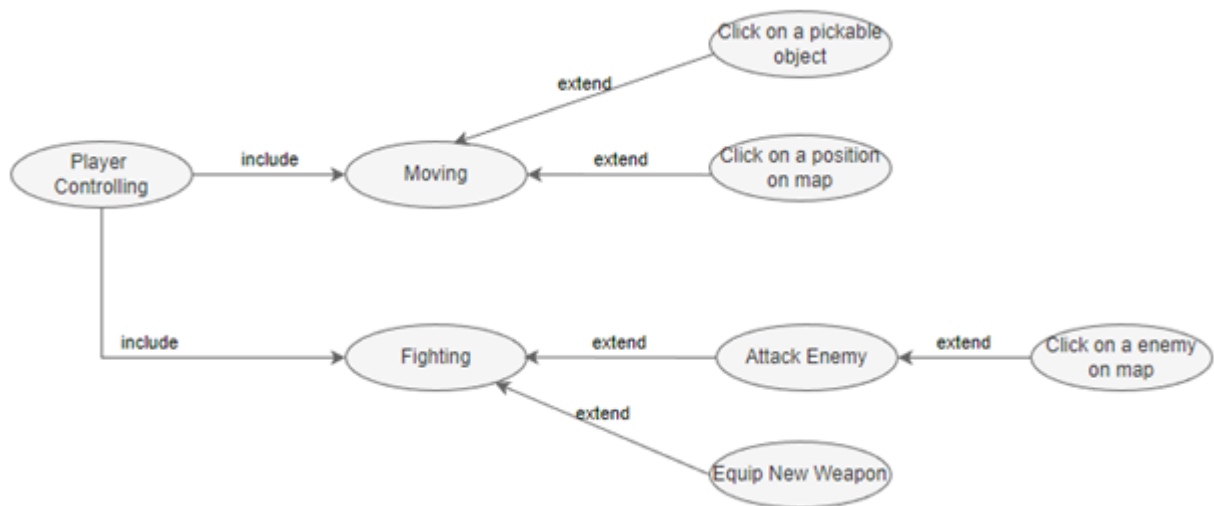 Click on a pickable
object
extend
Player
Controlling
include
Moving
extend
Click on a position
on map
include
Fighting
extend
Attack Enemy
extend
Click on a enemy
on map
extend
Equip New Weapon